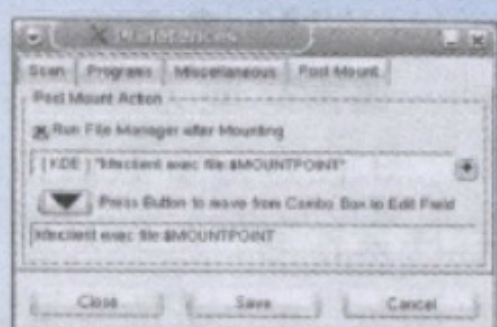 Preferences
Scan Programs Miscellaneous Post Mount
Post Mount Action
Run File Manager after Mounting
[ KDE ] "kfmclient exec file:$MOUNTPOINT"
Press Button to move from Combo Box to Edit Field
kfmclient exec file:$MOUNTPOINT
Close Save Cancel